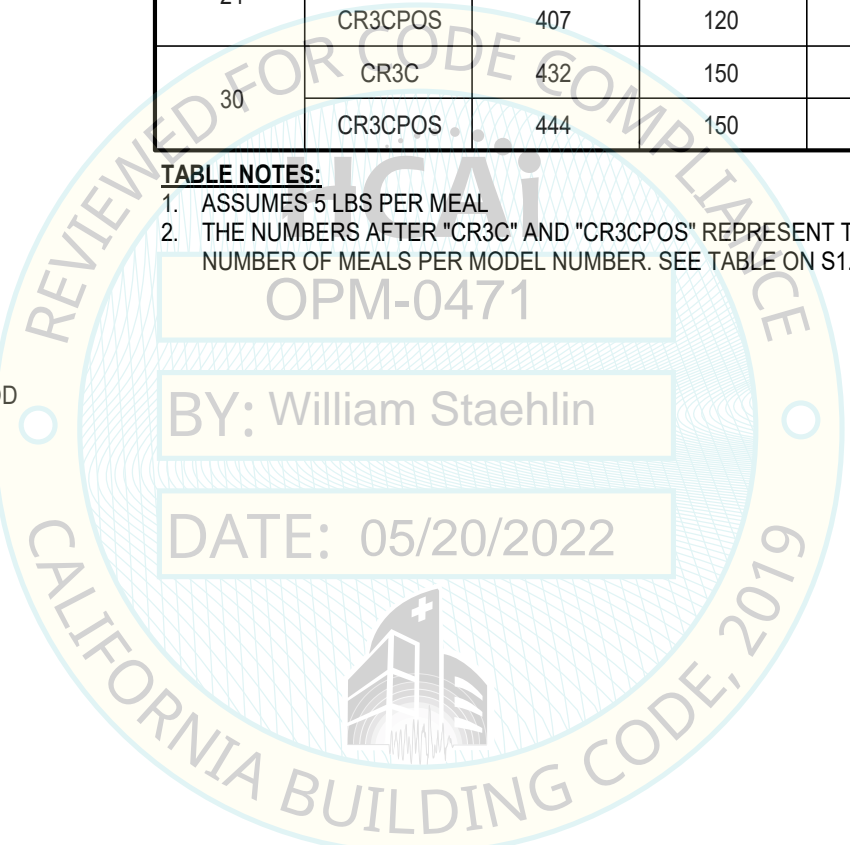 CR3CPOS 407 120
30 CR3C 432 150
CR3CPOS 444 150
TABLE NOTES:
1. ASSUMES 5 LBS PER MEAL
2. THE NUMBERS AFTER "CR3C" AND "CR3CPOS" REPRESENT
NUMBER OF MEALS PER MODEL NUMBER. SEE TABLE ON S1.
REVIEWED FOR CODE COMPLIANCE
HCAi
OPM-0471
BY: William Staehlin
DATE: 05/20/2022
CALIFORNIA BUILDING CODE, 2019